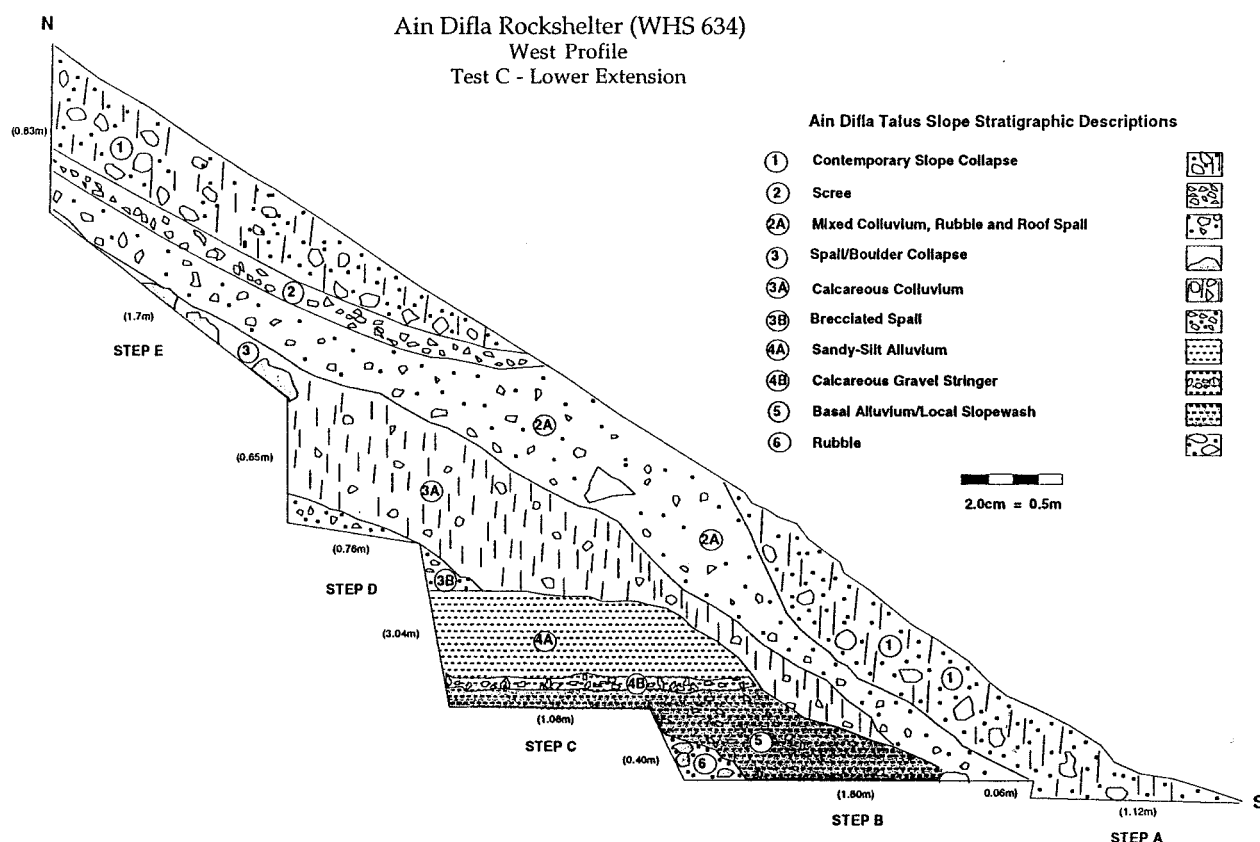 Ain Difla Rockshelter (WHS 634)
West Profile
Test C - Lower Extension
N
(0.83m)
1
2
(1.7m)
STEP E
3
2A
(0.65m)
3A
2A
(0.76m)
STEP D
3B
(3.04m)
4A
4B
1
1
(1.06m)
STEP C
5
(0.40m)
6
(1.60m)
0.06m)
STEP B
(1.12m)
STEP A
S
Ain Difla Talus Slope Stratigraphic Descriptions
1 Contemporary Slope Collapse
2 Scree
2A Mixed Colluvium, Rubble and Roof Spall
3 Spall/Boulder Collapse
3A Calcareous Colluvium
3B Brecciated Spall
4A Sandy-Silt Alluvium
4B Calcareous Gravel Stringer
5 Basal Alluvium/Local Slopewash
6 Rubble
2.0cm = 0.5m